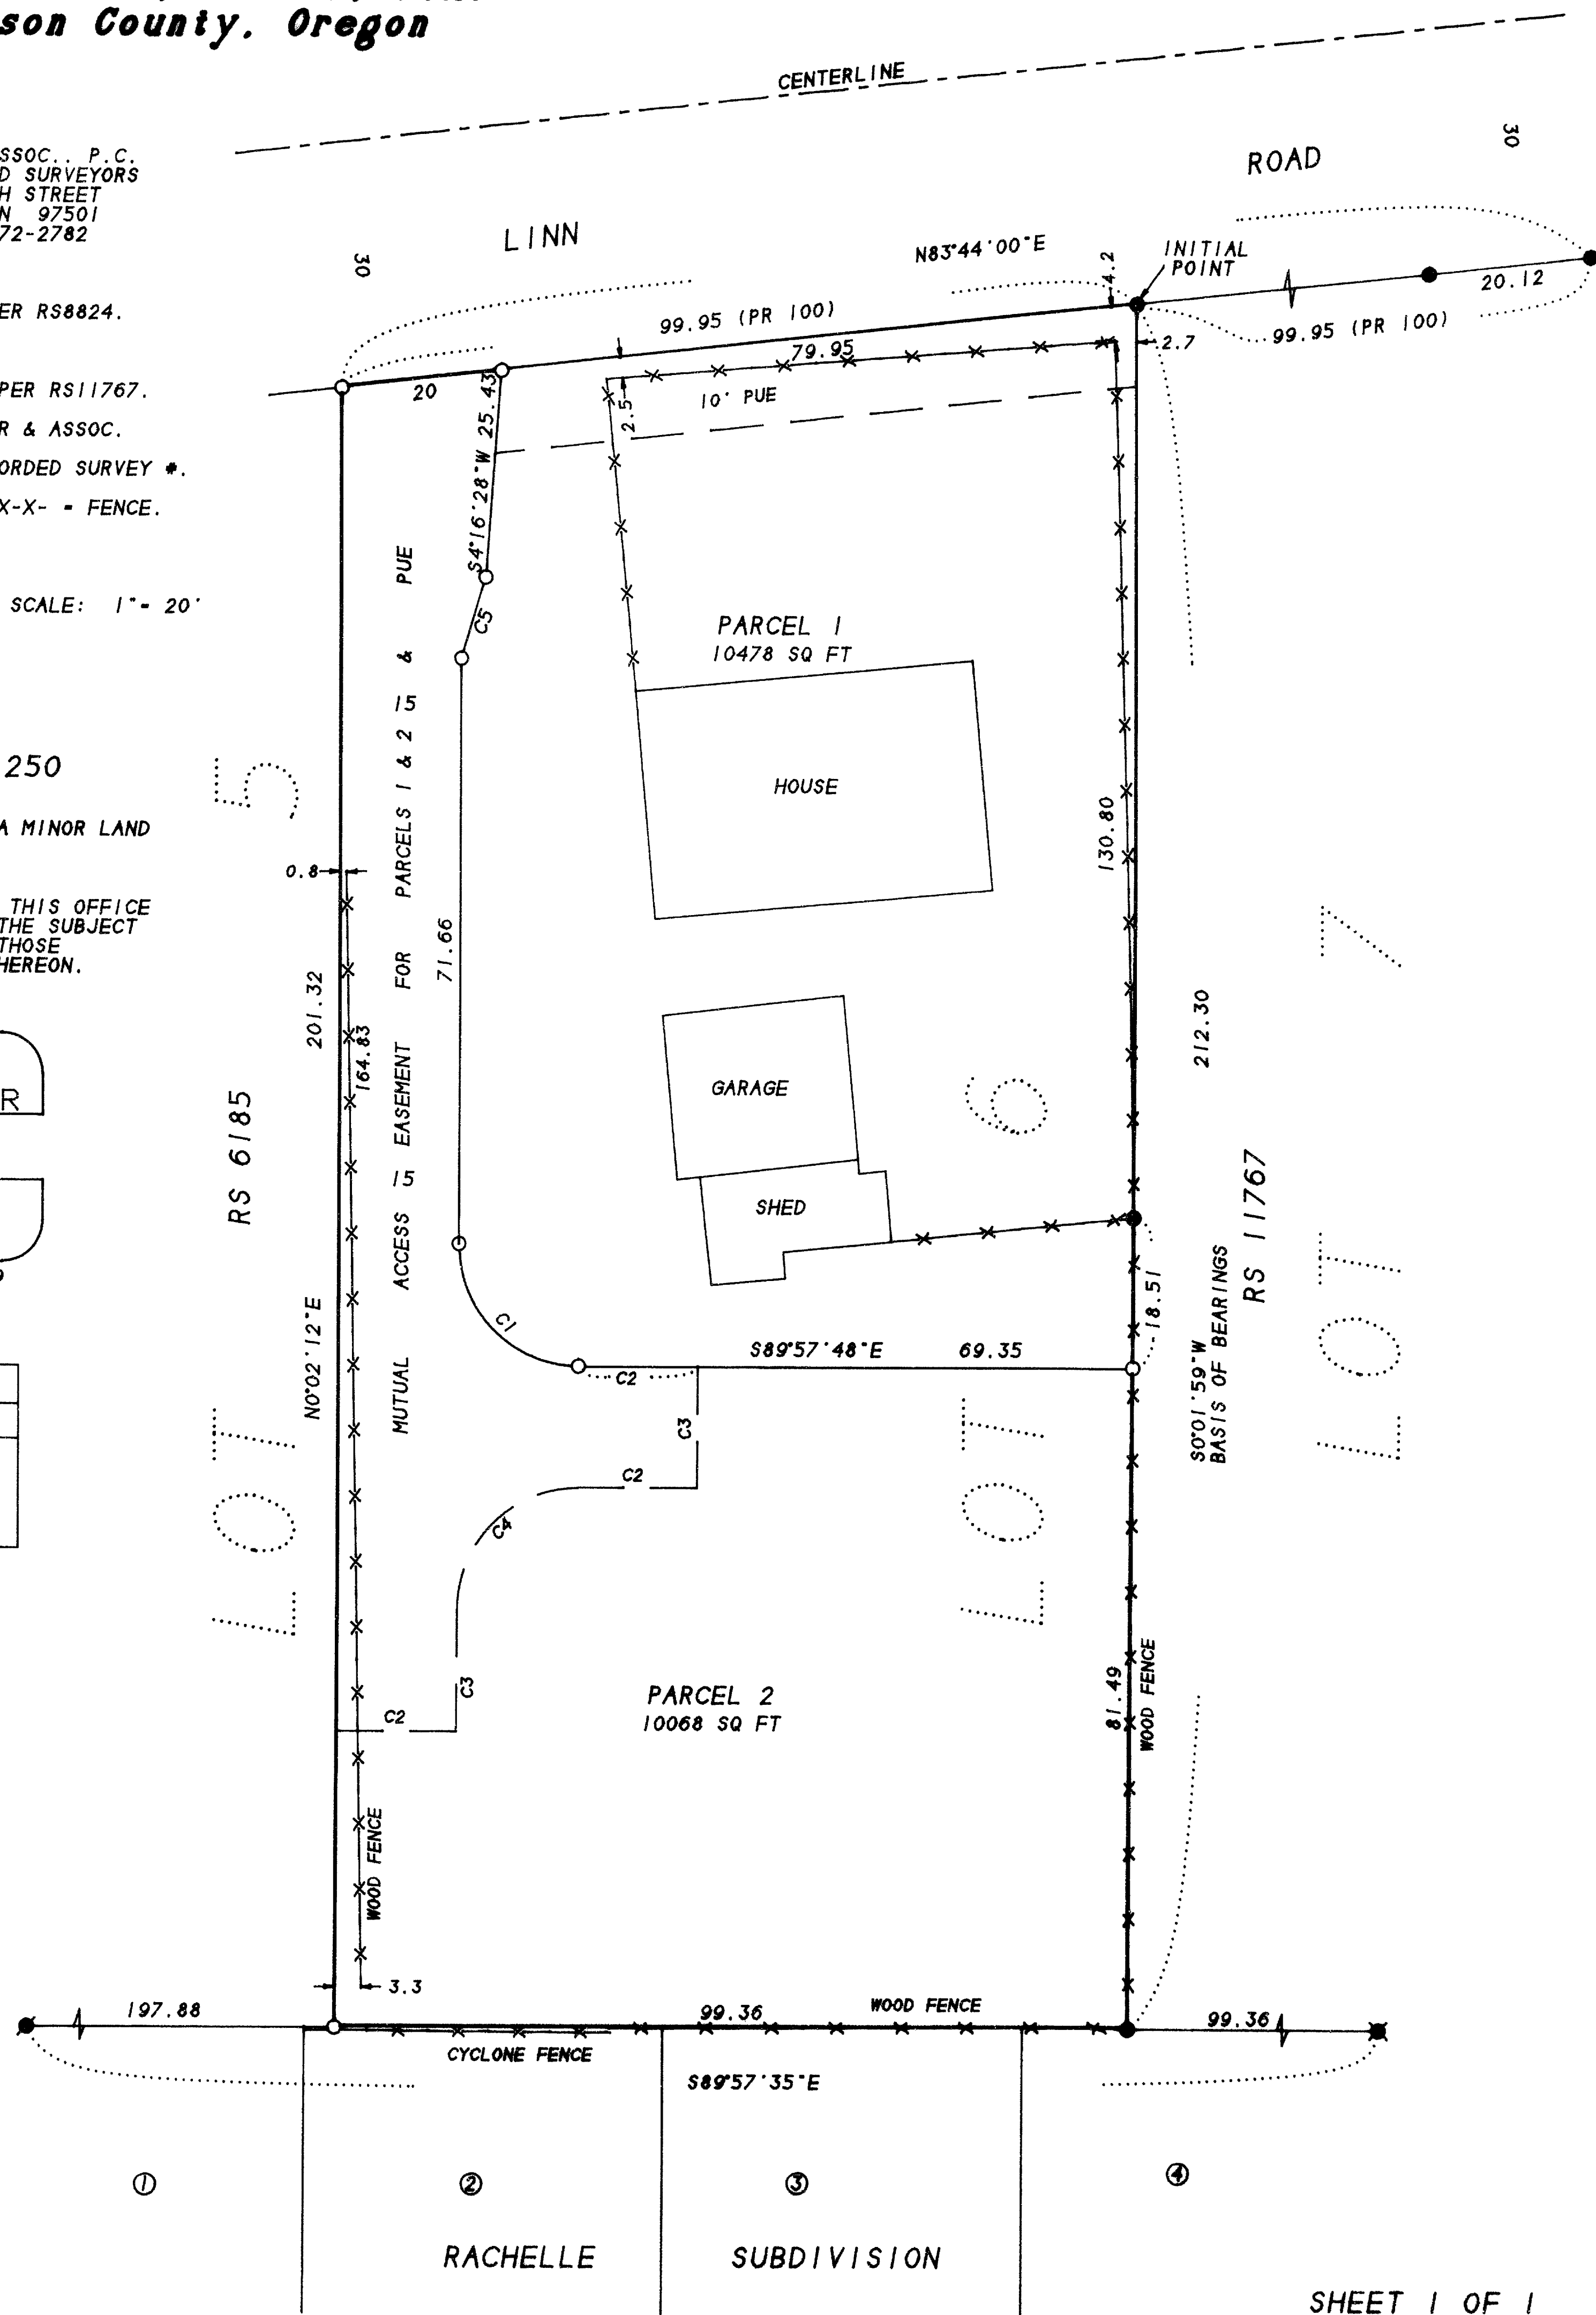 son County, Oregon
CENTERLINE
SSOC., P.C.
D SURVEYORS
H STREET
N 97501
72-2782
30
ROAD
LINN
30
N83°44'00"E
4.2
INITIAL
POINT
20.12
ER RS8824.
99.95 (PR 100)
99.95 (PR 100)
79.95
2.7
PER RS11767.
20
10' PUE
2.5
R & ASSOC.
S4°16'28"W 25.43
ORDED SURVEY #.
X-X- = FENCE.
SCALE: 1"= 20'
C5
PARCEL 1
10478 SQ FT
MUTUAL ACCESS 15 EASEMENT FOR PARCELS 1 & 2 15 & PUE
250
5
HOUSE
A MINOR LAND
130.80
0.8
THIS OFFICE
THE SUBJECT
THOSE
HEREON.
71.66
7
201.32
164.83
212.30
R
GARAGE
6
RS 6185
RS 11767
SHED
18.51
N0°02'12"E
C1
S89°57'48"E 69.35
C2
S0°01'59"W
BASIS OF BEARINGS
C3
C2
C4
LOT
LOT
LOT
C3
C2
PARCEL 2
10068 SQ FT
81.49
WOOD FENCE
WOOD FENCE
3.3
197.88
99.36
WOOD FENCE
99.36
CYCLONE FENCE
S89°57'35"E
1
2
3
4
RACHELLE SUBDIVISION
SHEET 1 OF 1